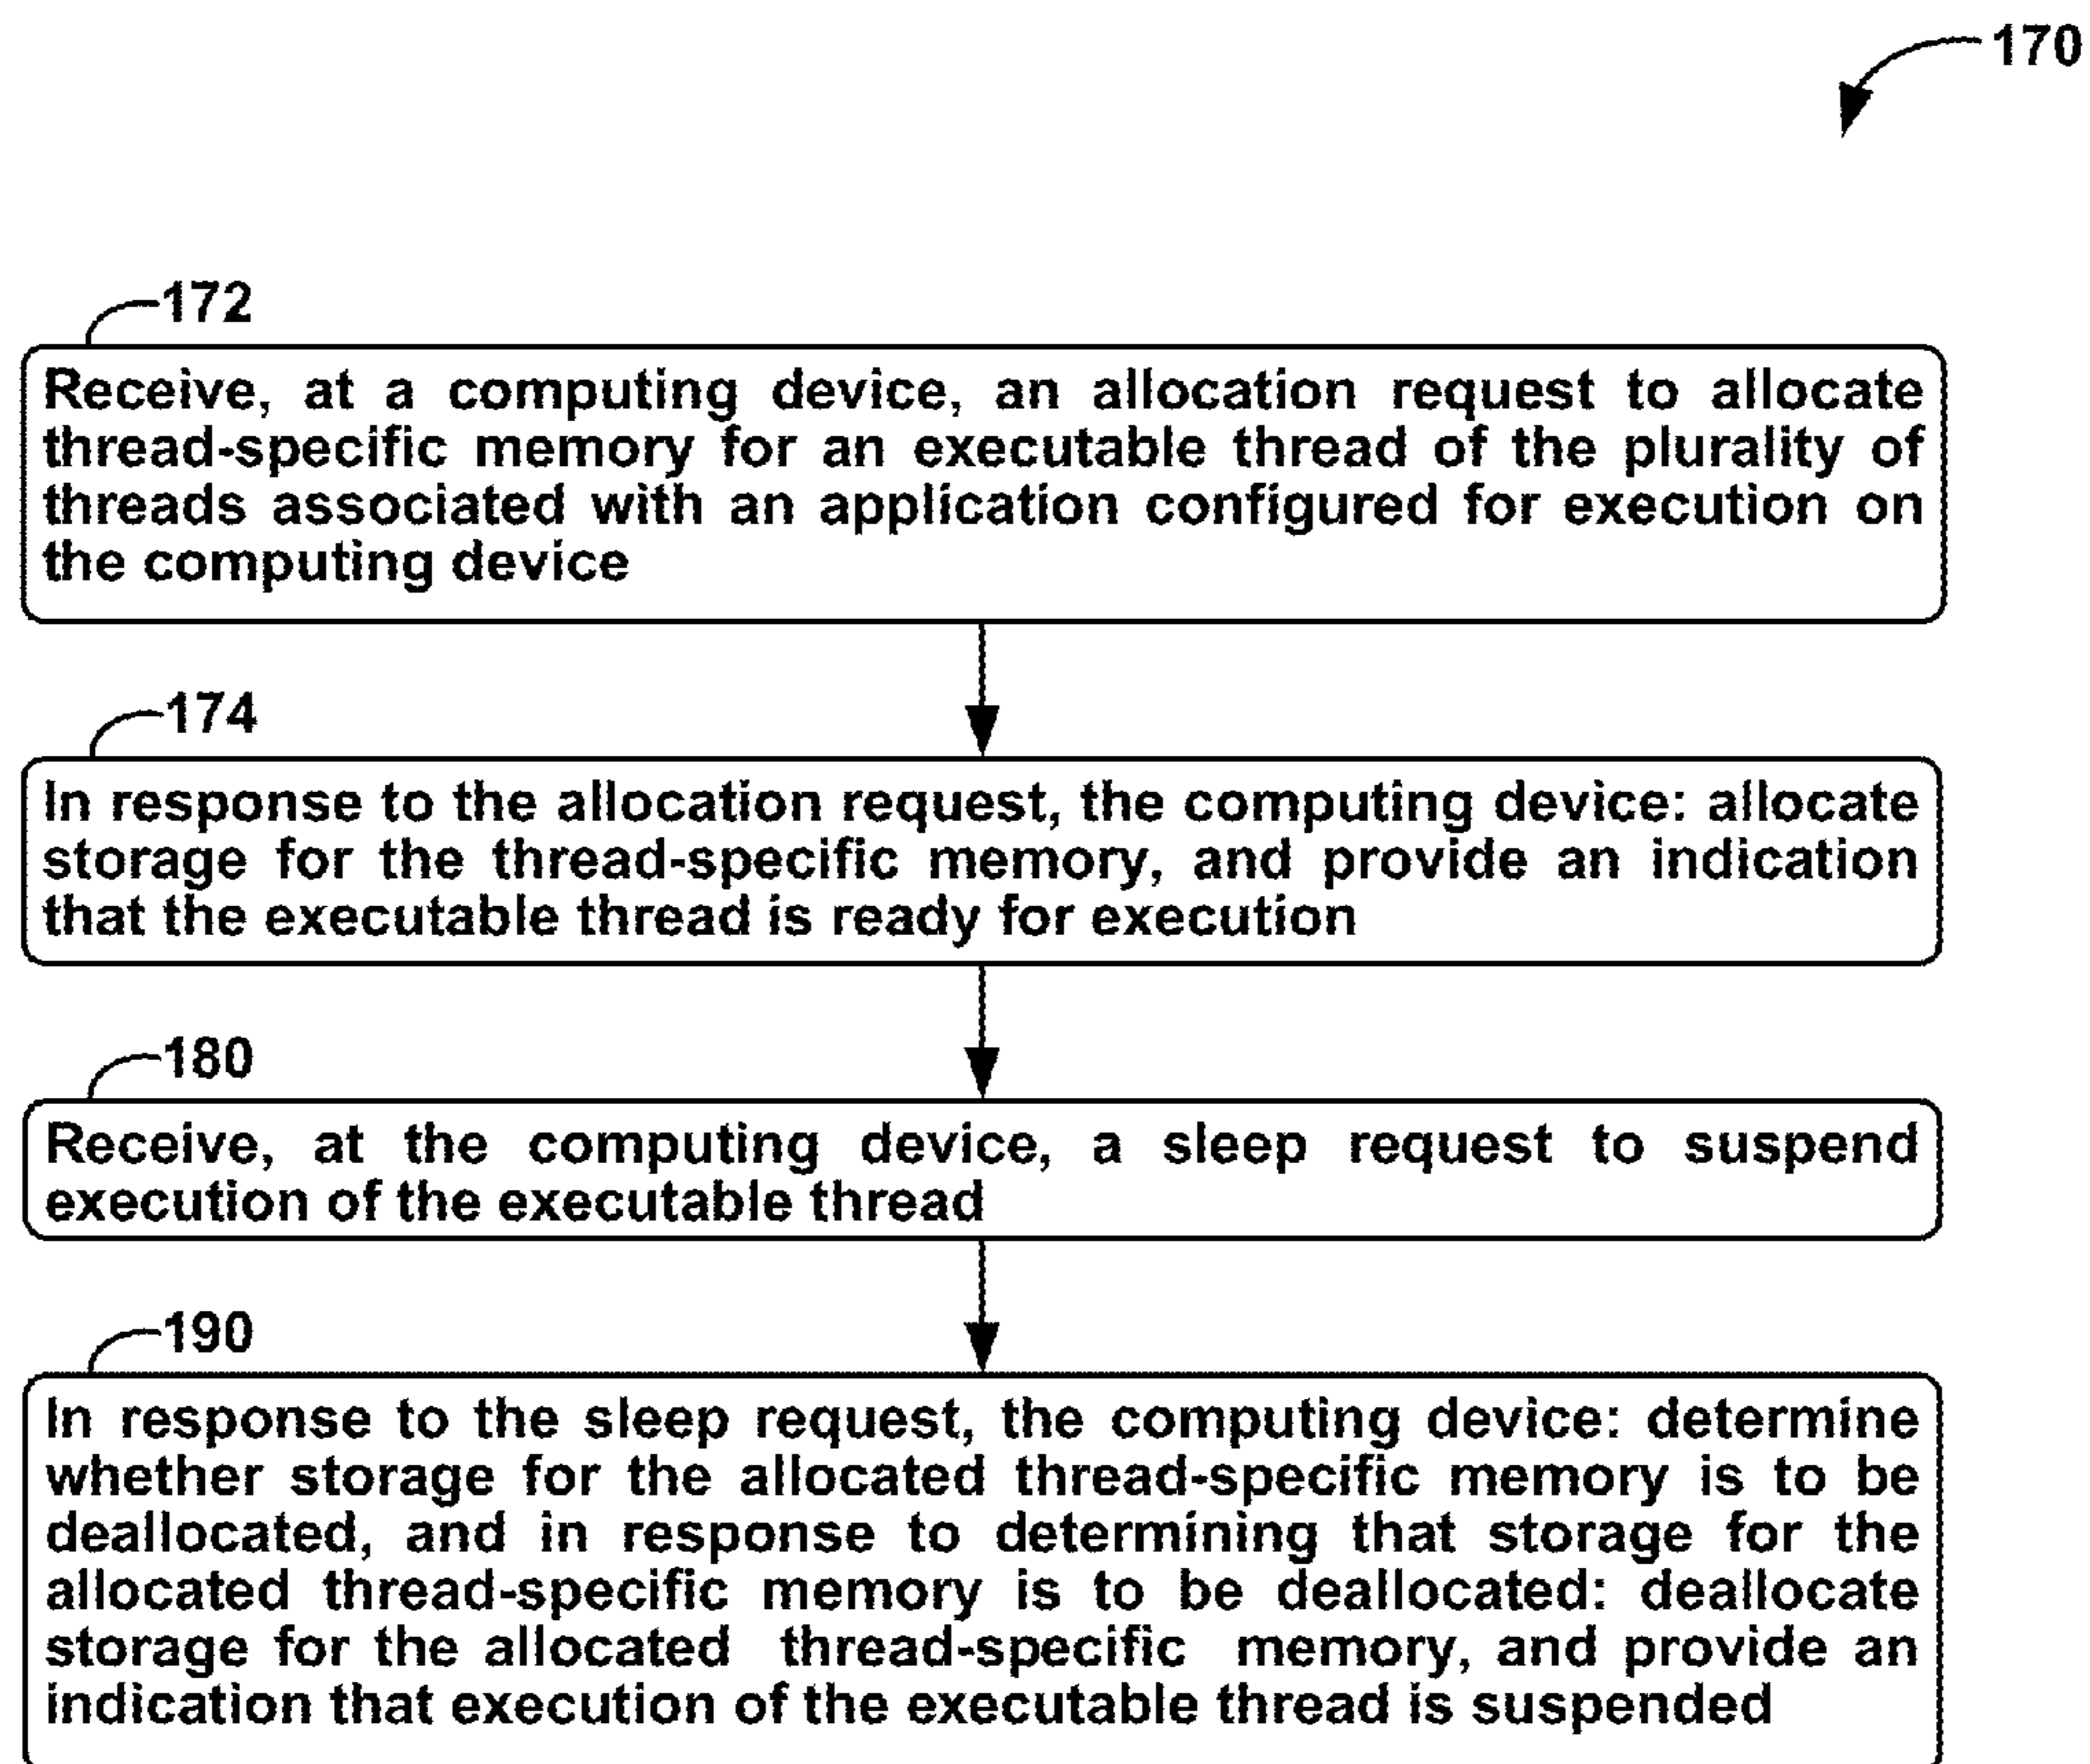 170
172
Receive, at a computing device, an allocation request to allocate
thread-specific memory for an executable thread of the plurality of
threads associated with an application configured for execution on
the computing device
174
In response to the allocation request, the computing device: allocate
storage for the thread-specific memory, and provide an indication
that the executable thread is ready for execution
180
Receive, at the computing device, a sleep request to suspend
execution of the executable thread
190
In response to the sleep request, the computing device: determine
whether storage for the allocated thread-specific memory is to be
deallocated, and in response to determining that storage for the
allocated thread-specific memory is to be deallocated: deallocate
storage for the allocated thread-specific memory, and provide an
indication that execution of the executable thread is suspended